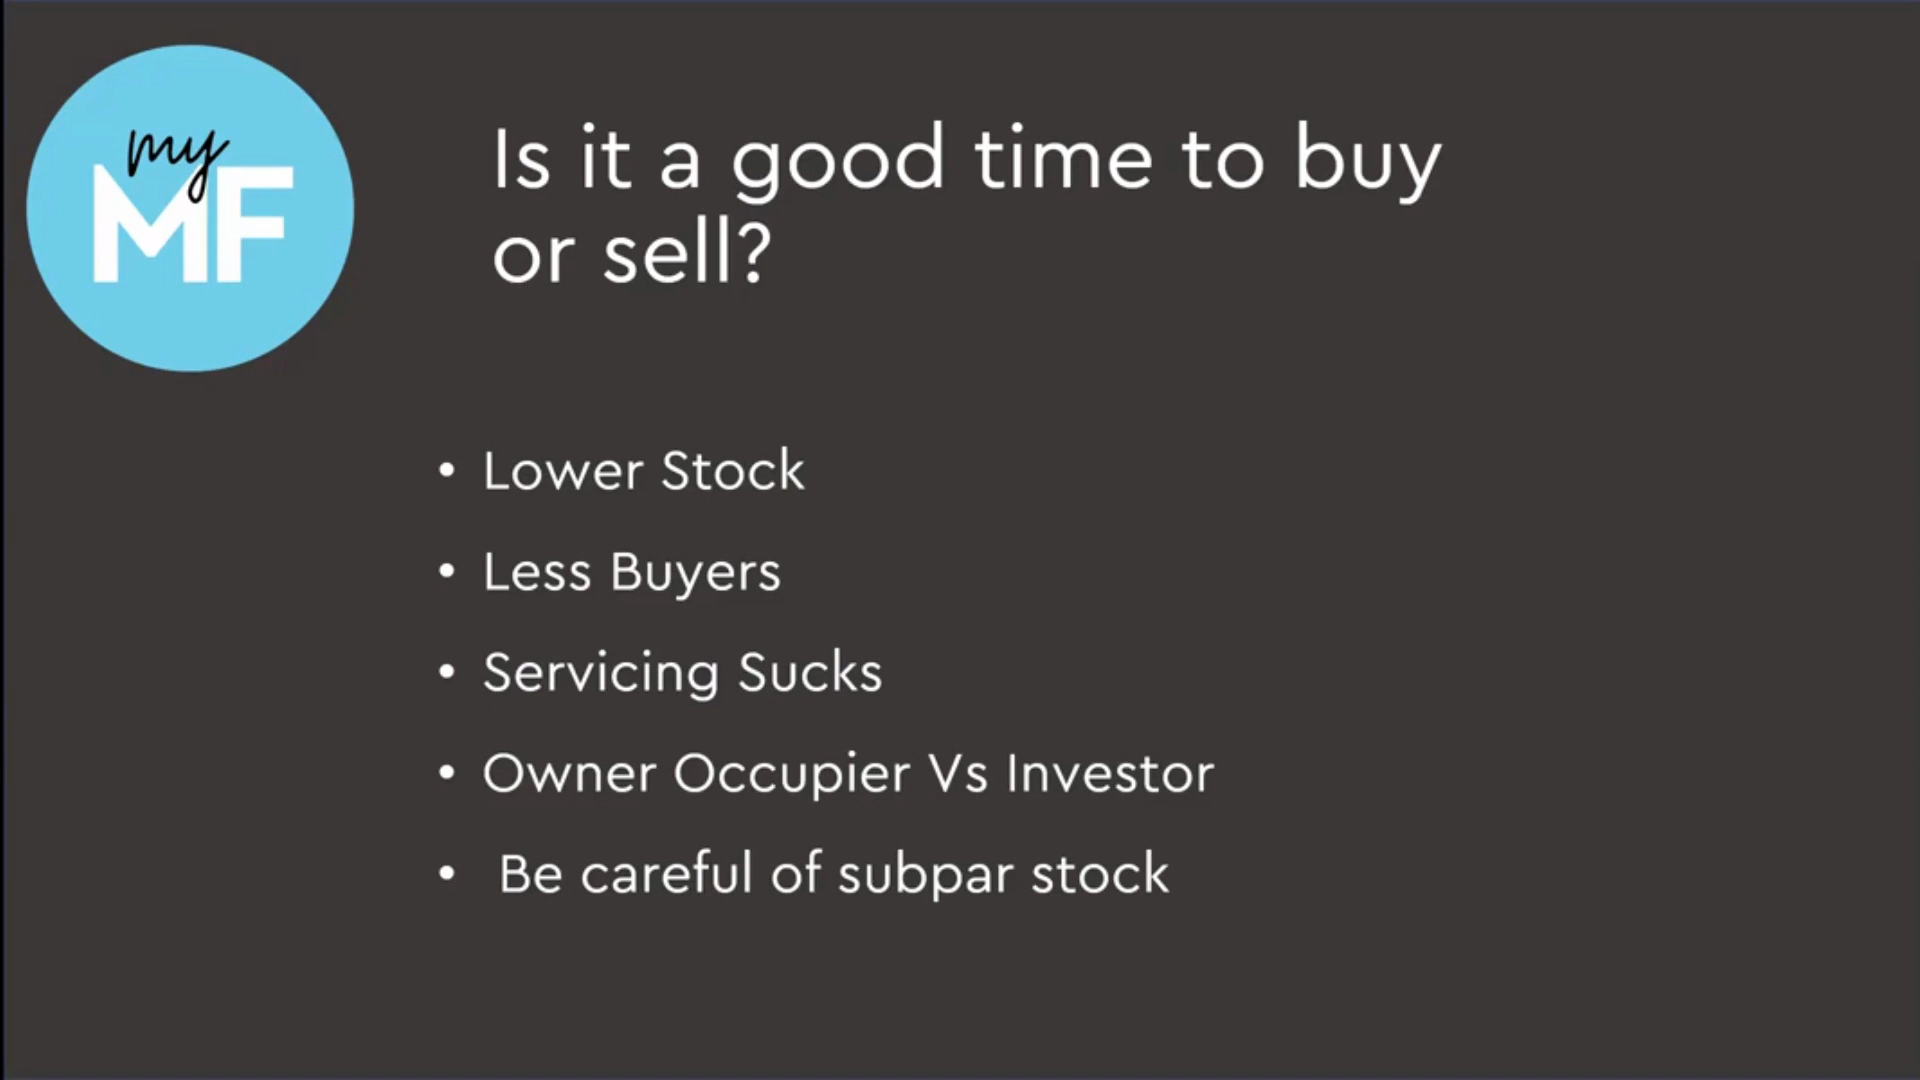 my
MF
Is it a good time to buy
or sell?
• Lower Stock
• Less Buyers
• Servicing Sucks
• Owner Occupier Vs Investor
• Be careful of subpar stock